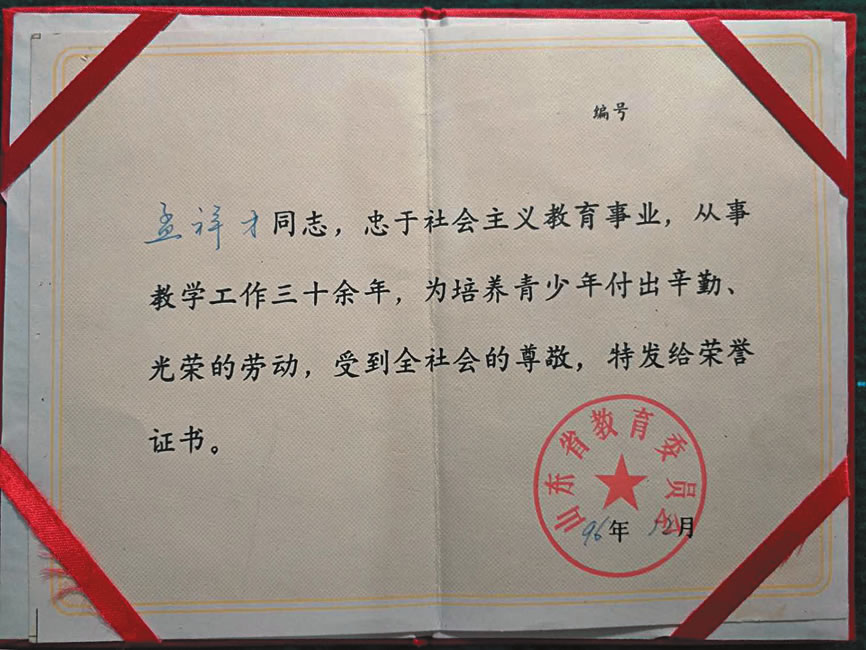 编号
孟祥才同志，忠于社会主义教育事业，从事
教学工作三十余年，为培养青少年付出辛勤、
光荣的劳动，受到全社会的尊敬，特发给荣誉
证书。
山东省教育委员会
96年12月